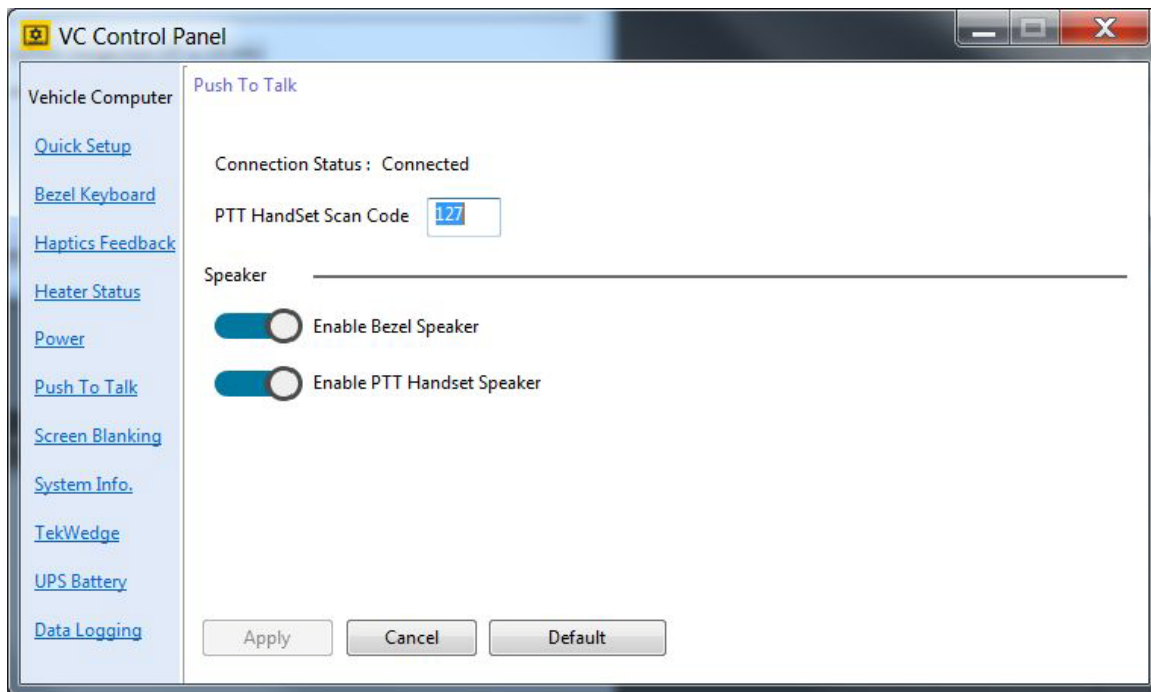 VC Control Panel
Vehicle Computer
Quick Setup
Bezel Keyboard
Haptics Feedback
Heater Status
Power
Push To Talk
Screen Blanking
System Info.
TekWedge
UPS Battery
Data Logging
Push To Talk
Connection Status : Connected
PTT HandSet Scan Code 127
Speaker
Enable Bezel Speaker
Enable PTT Handset Speaker
Apply Cancel Default